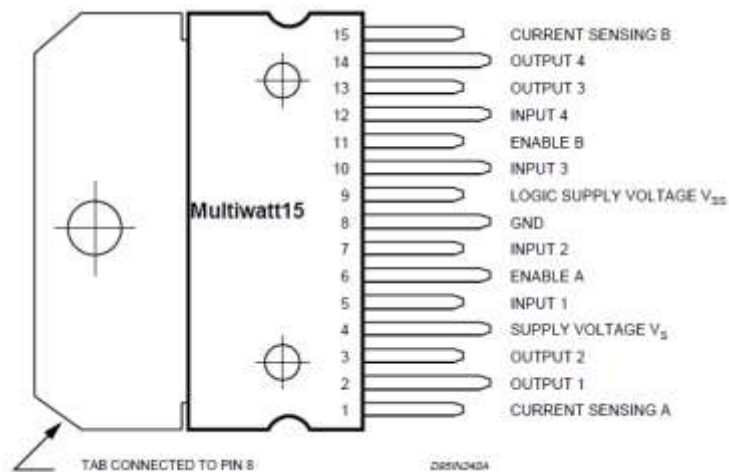 15 CURRENT SENSING B
14 OUTPUT 4
13 OUTPUT 3
12 INPUT 4
11 ENABLE B
10 INPUT 3
9 LOGIC SUPPLY VOLTAGE VSS
Multiwatt15
8 GND
7 INPUT 2
6 ENABLE A
5 INPUT 1
4 SUPPLY VOLTAGE VS
3 OUTPUT 2
2 OUTPUT 1
1 CURRENT SENSING A
TAB CONNECTED TO PIN 8
D95IN240A